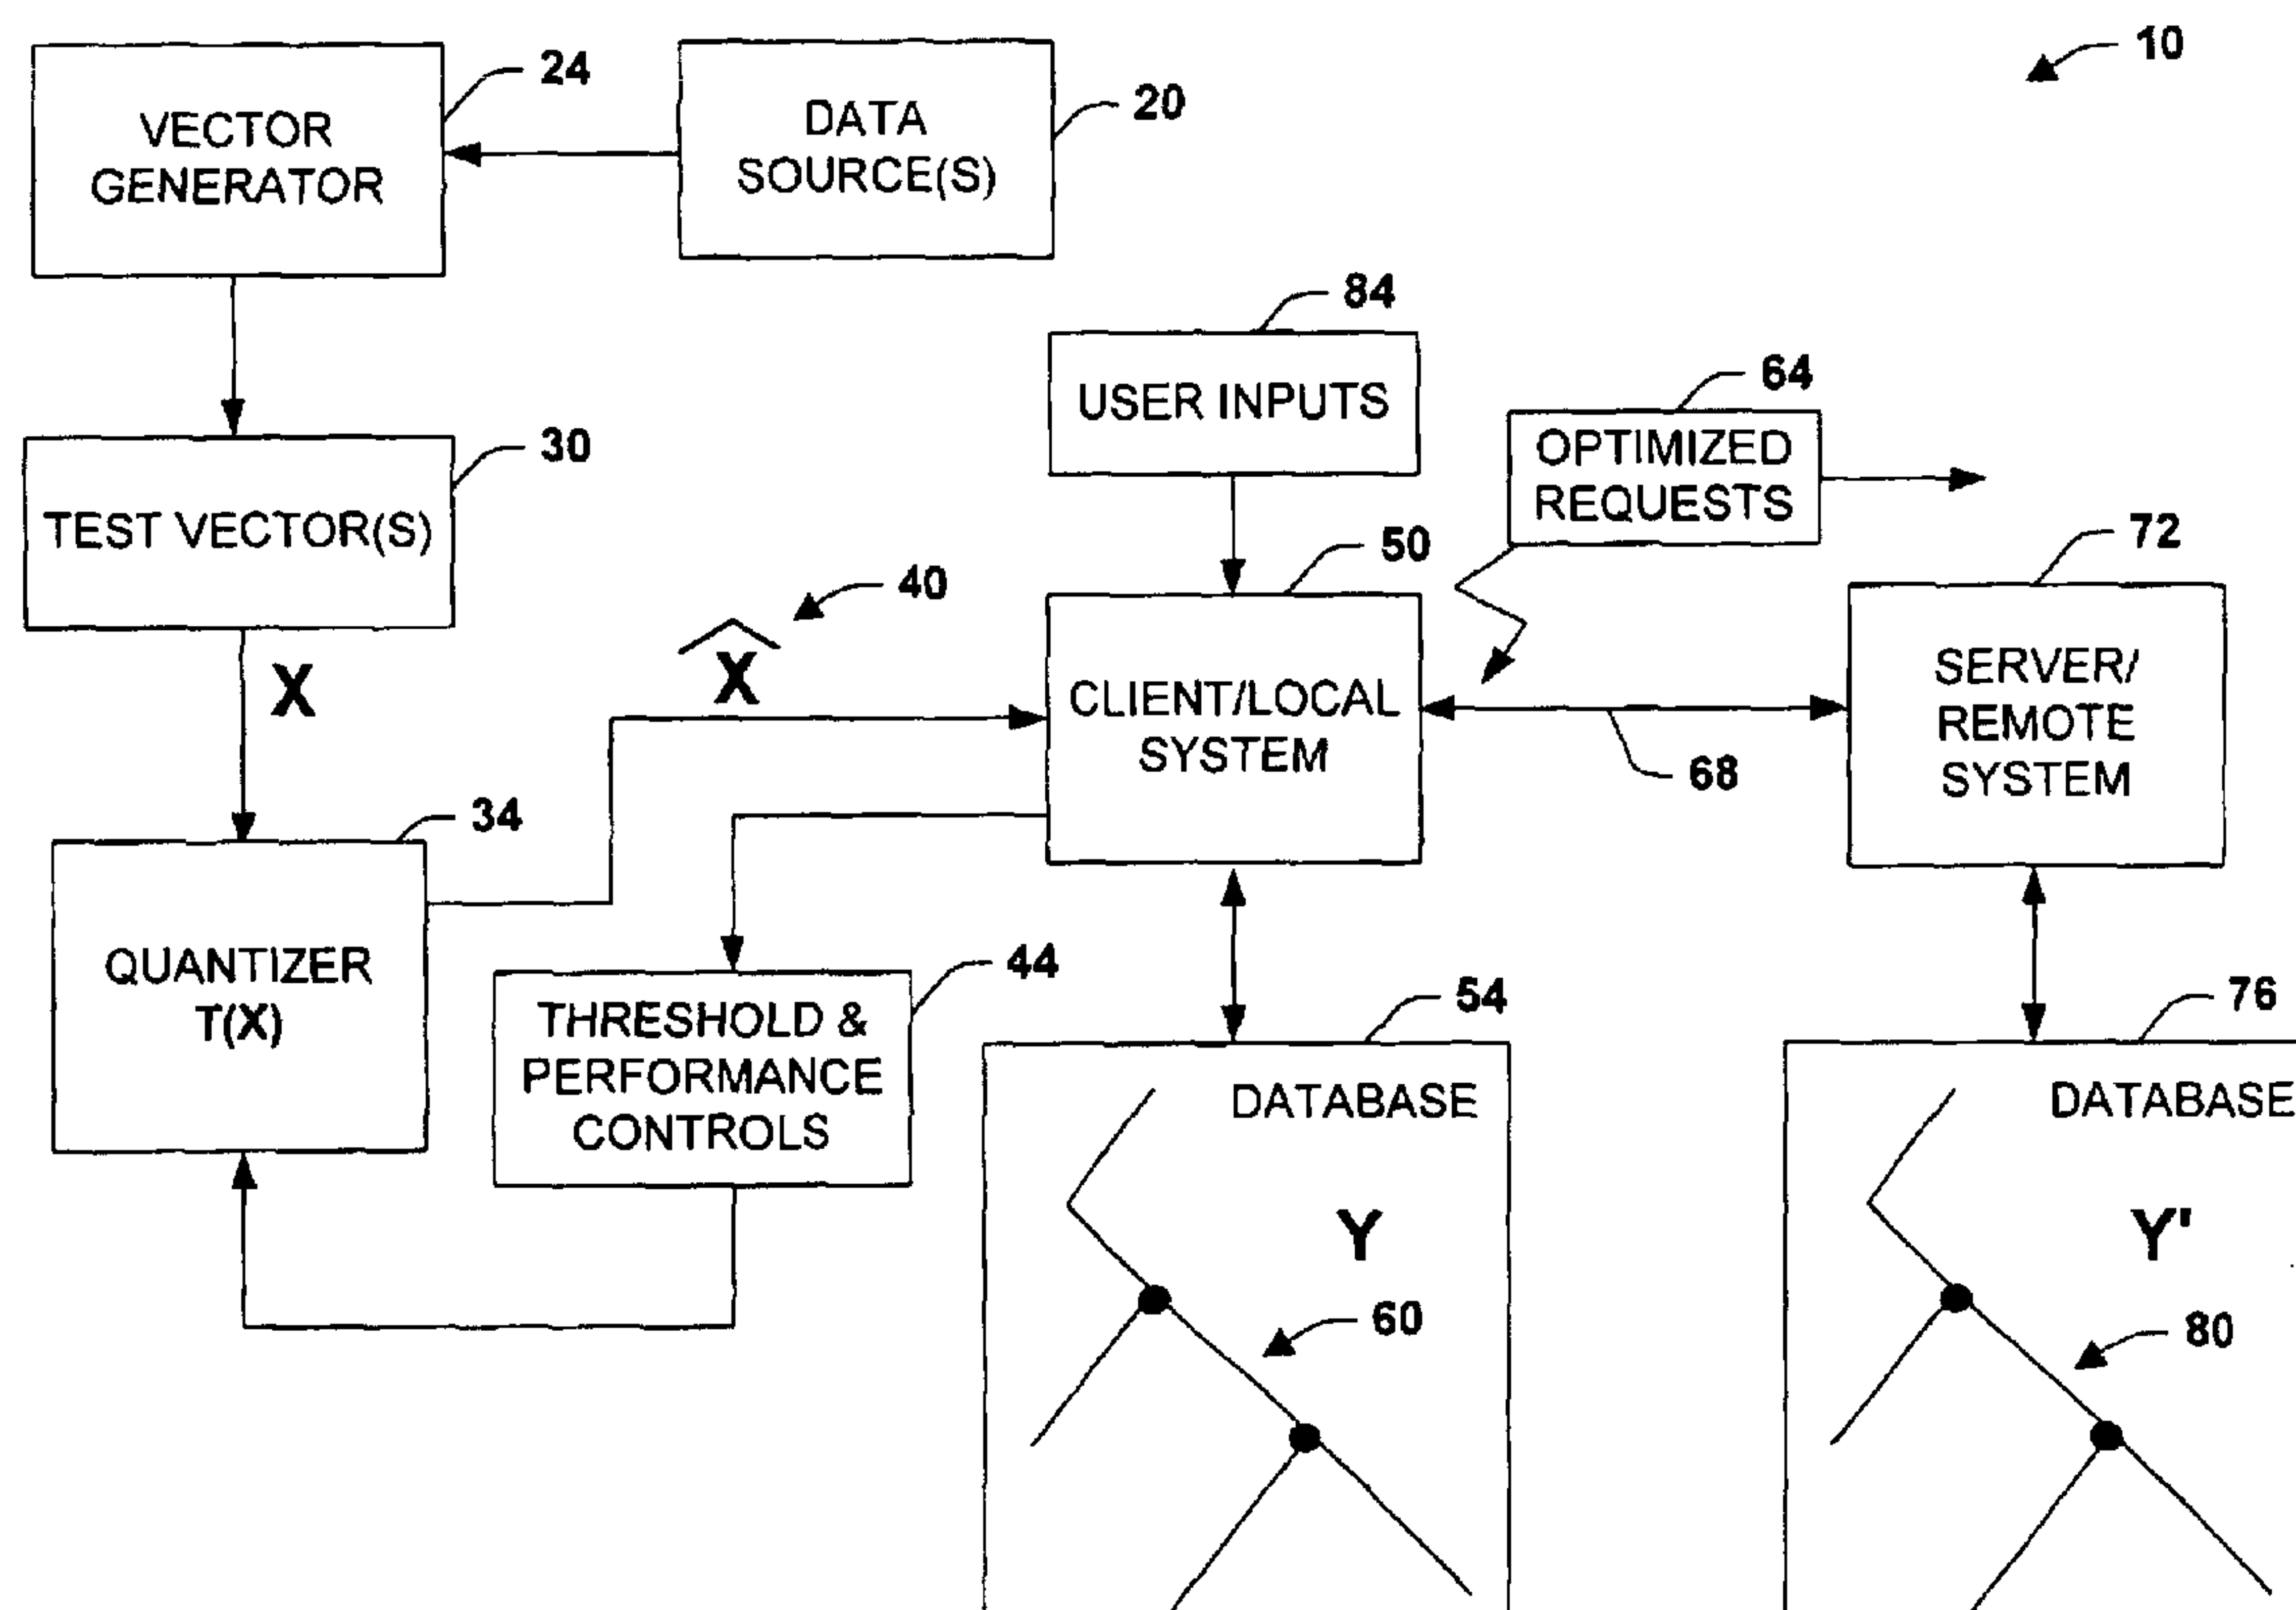 10
VECTOR
GENERATOR
24
DATA
SOURCE(S)
20
84
USER INPUTS
64
OPTIMIZED
REQUESTS
30
TEST VECTOR(S)
X
40
X̂
50
CLIENT/LOCAL
SYSTEM
68
72
SERVER/
REMOTE
SYSTEM
34
QUANTIZER
T(X)
44
THRESHOLD &
PERFORMANCE
CONTROLS
54
DATABASE
Y
60
76
DATABASE
Y'
80